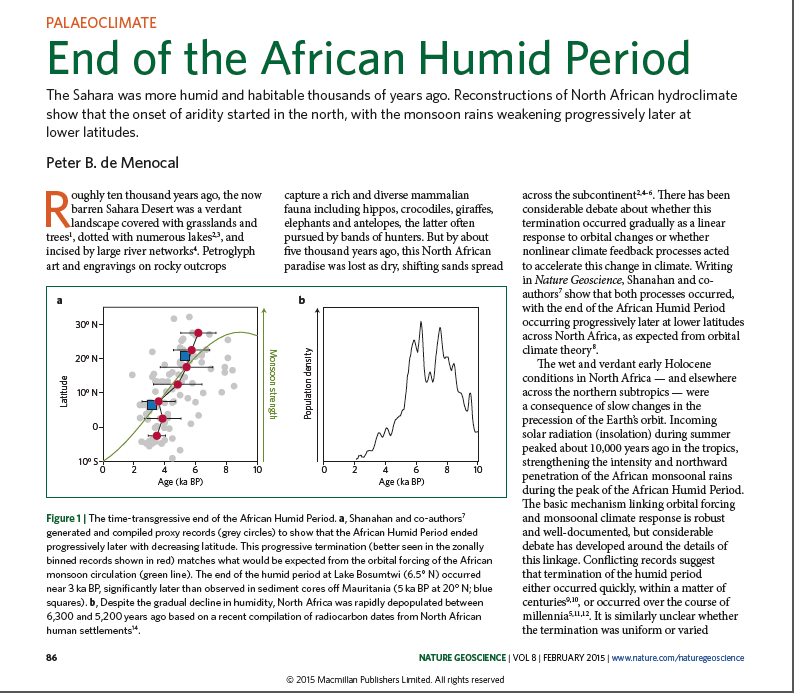 PALAEOCLIMATE
End of the African Humid Period
The Sahara was more humid and habitable thousands of years ago. Reconstructions of North African hydroclimate
show that the onset of aridity started in the north, with the monsoon rains weakening progressively later at
lower latitudes.
Peter B. de Menocal
Roughly ten thousand years ago, the now
barren Sahara Desert was a verdant
landscape covered with grasslands and
trees¹, dotted with numerous lakes²,³, and
incised by large river networks⁴. Petroglyph
art and engravings on rocky outcrops
capture a rich and diverse mammalian
fauna including hippos, crocodiles, giraffes,
elephants and antelopes, the latter often
pursued by bands of hunters. But by about
five thousand years ago, this North African
paradise was lost as dry, shifting sands spread
across the subcontinent²,⁴⁻⁶. There has been
considerable debate about whether this
termination occurred gradually as a linear
response to orbital changes or whether
nonlinear climate feedback processes acted
to accelerate this change in climate. Writing
in Nature Geoscience, Shanahan and co-
authors⁷ show that both processes occurred,
with the end of the African Humid Period
occurring progressively later at lower latitudes
across North Africa, as expected from orbital
climate theory⁸.
The wet and verdant early Holocene
conditions in North Africa — and elsewhere
across the northern subtropics — were
a consequence of slow changes in the
precession of the Earth's orbit. Incoming
solar radiation (insolation) during summer
peaked about 10,000 years ago in the tropics,
strengthening the intensity and northward
penetration of the African monsoonal rains
during the peak of the African Humid Period.
The basic mechanism linking orbital forcing
and monsoonal climate response is robust
and well-documented, but considerable
debate has developed around the details of
this linkage. Conflicting records suggest
that termination of the humid period
either occurred quickly, within a matter of
centuries⁹,¹⁰, or occurred over the course of
millennia⁵,¹¹,¹². It is similarly unclear whether
the termination was uniform or varied
a
30° N
20° N
10° N
0
10° S
Latitude
0 2 4 6 8 10
Age (ka BP)
Monsoon strength
b
Population density
0 2 4 6 8 10
Age (ka BP)
Figure 1 | The time-transgressive end of the African Humid Period. a, Shanahan and co-authors⁷
generated and compiled proxy records (grey circles) to show that the African Humid Period ended
progressively later with decreasing latitude. This progressive termination (better seen in the zonally
binned records shown in red) matches what would be expected from the orbital forcing of the African
monsoon circulation (green line). The end of the humid period at Lake Bosumtwi (6.5° N) occurred
near 3 ka BP, significantly later than observed in sediment cores off Mauritania (5 ka BP at 20° N; blue
squares). b, Despite the gradual decline in humidity, North Africa was rapidly depopulated between
6,300 and 5,200 years ago based on a recent compilation of radiocarbon dates from North African
human settlements¹⁴.
86
NATURE GEOSCIENCE | VOL 8 | FEBRUARY 2015 | www.nature.com/naturegeoscience
© 2015 Macmillan Publishers Limited. All rights reserved